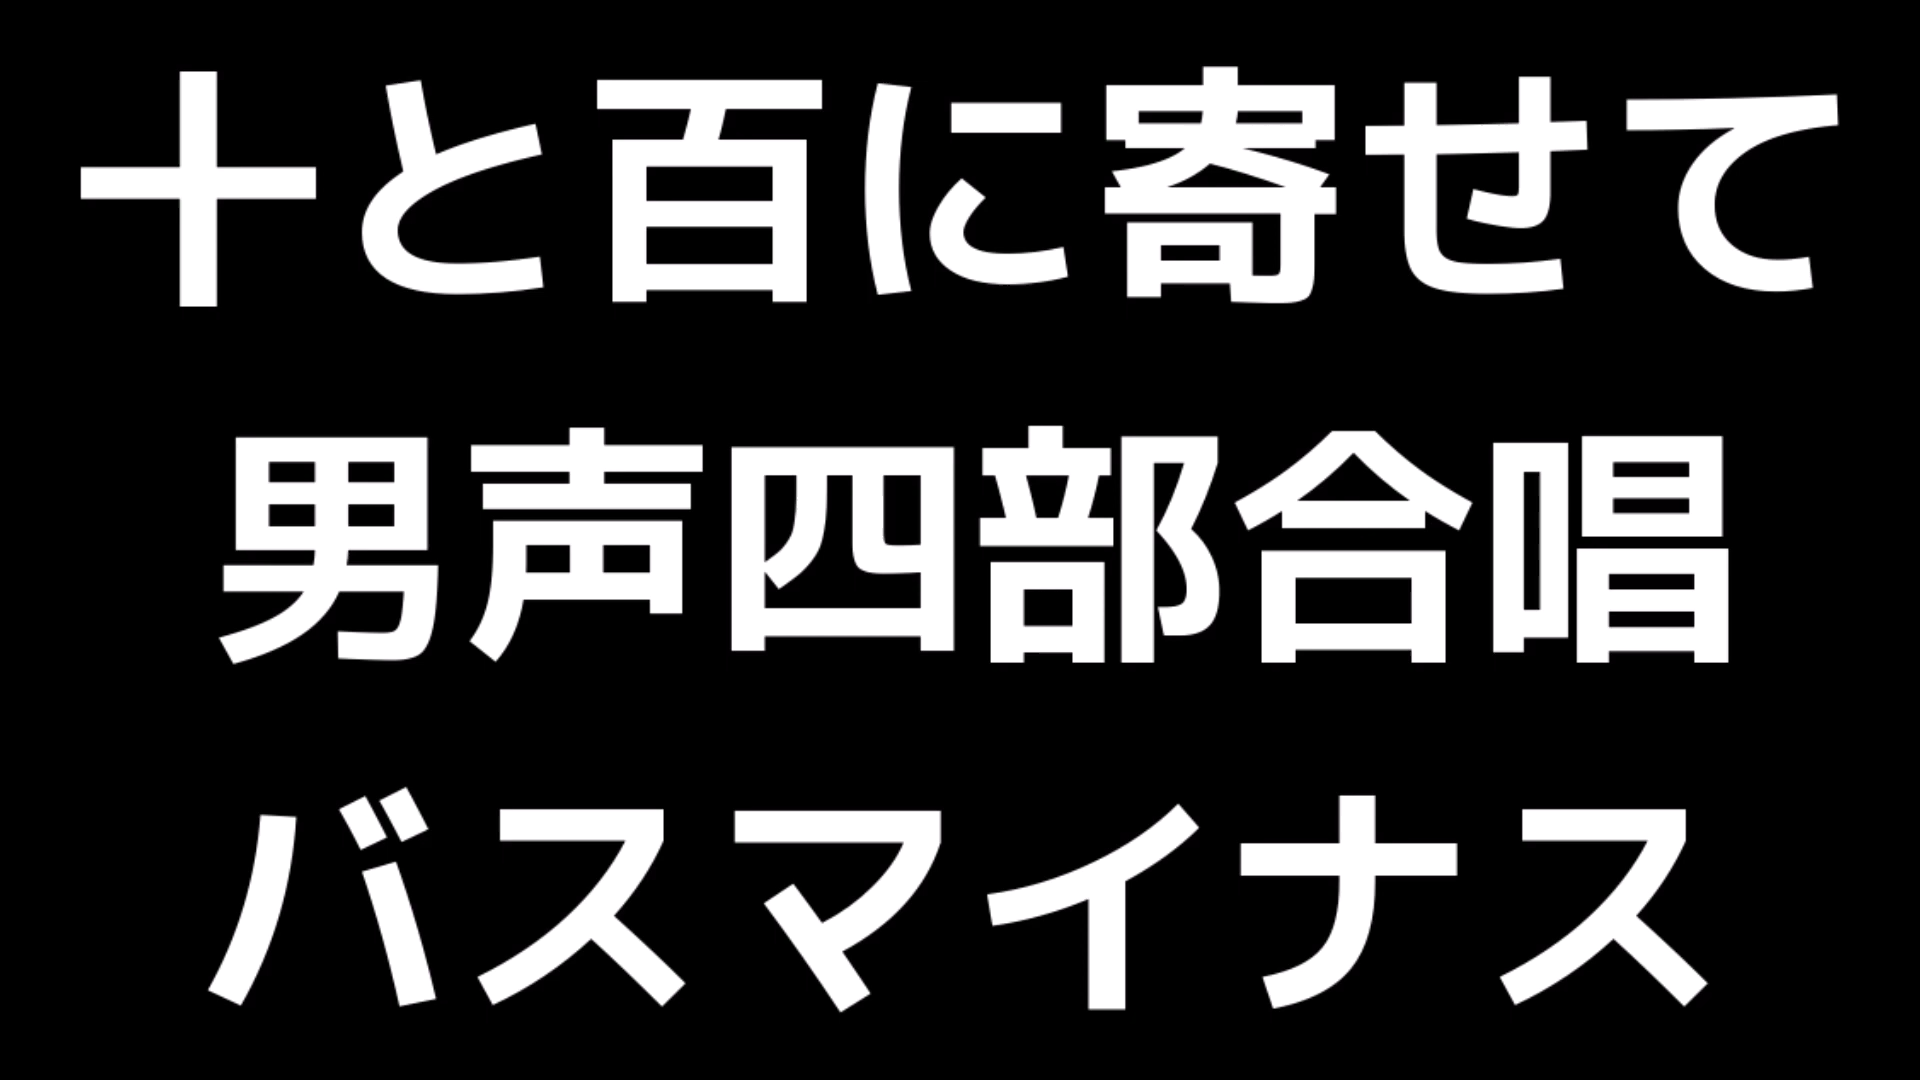 十と百に寄せて
男声四部合唱
バスマイナス